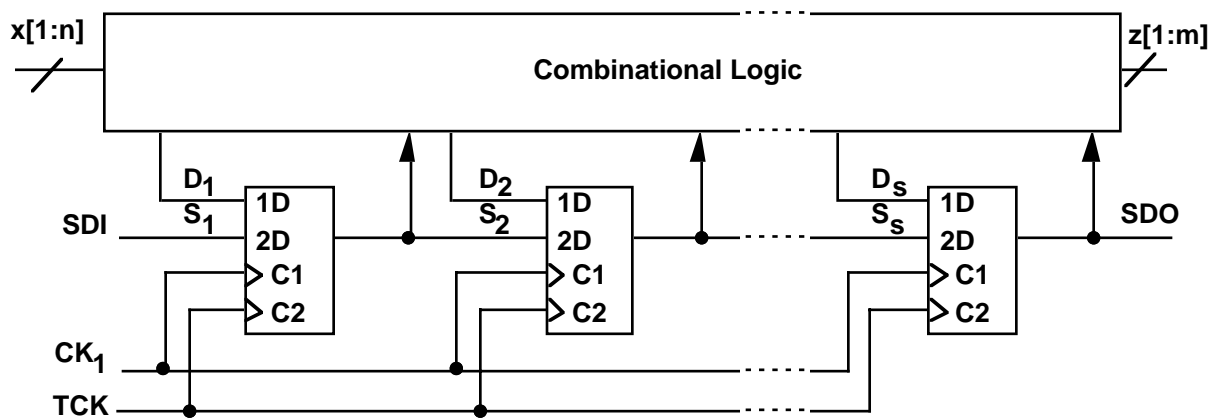 x[1:n]
z[1:m]
Combinational Logic
D1
D2
Ds
1D
1D
1D
SDI
S1
S2
Ss
SDO
2D
2D
2D
C1
C1
C1
C2
C2
C2
CK1
TCK